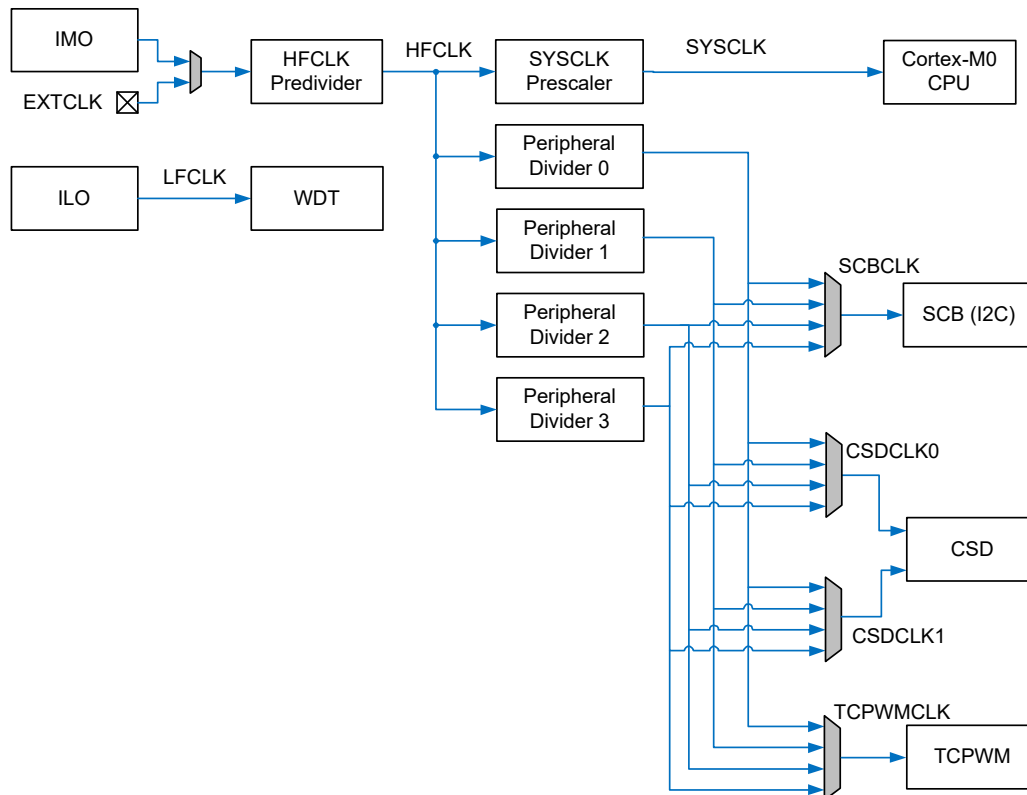 IMO
EXTCLK
HFCLK
Predivider
HFCLK
SYSCLK
Prescaler
SYSCLK
Cortex-M0
CPU
ILO
LFCLK
WDT
Peripheral
Divider 0
Peripheral
Divider 1
Peripheral
Divider 2
Peripheral
Divider 3
SCBCLK
SCB (I2C)
CSDCLK0
CSD
CSDCLK1
TCPWMCLK
TCPWM